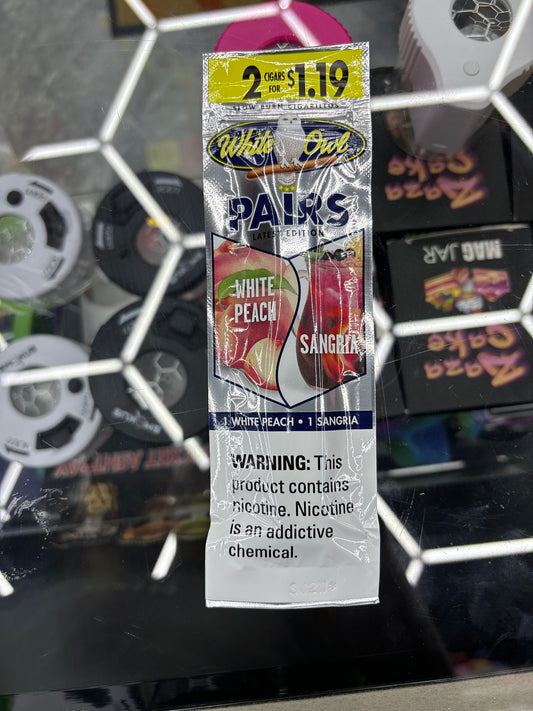 2 CIGARS FOR $1.19
SLOW BURN CIGARILLOS
White Owl
PAIRS
LATEST EDITION
WHITE
PEACH
SANGRIA
1 WHITE PEACH • 1 SANGRIA
WARNING: This
product contains
nicotine. Nicotine
is an addictive
chemical.
MAG JAR
Zaza
Cake
Zaza
Cake